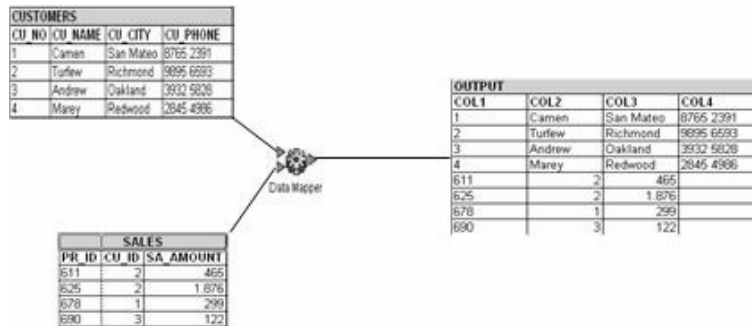 CUSTOMERS
CU_NO CU_NAME CU_CITY CU_PHONE
1 Camen San Mateo 8765 2391
2 Turfew Richmond 9895 6593
3 Andrew Oakland 3932 5828
4 Marey Redwood 2845 4986
Data Mapper
SALES
PR_ID CU_ID SA_AMOUNT
611 2 465
625 2 1.876
678 1 299
690 3 122
OUTPUT
COL1 COL2 COL3 COL4
1 Camen San Mateo 8765 2391
2 Turfew Richmond 9895 6593
3 Andrew Oakland 3932 5828
4 Marey Redwood 2845 4986
611 2 465
625 2 1.876
678 1 299
690 3 122